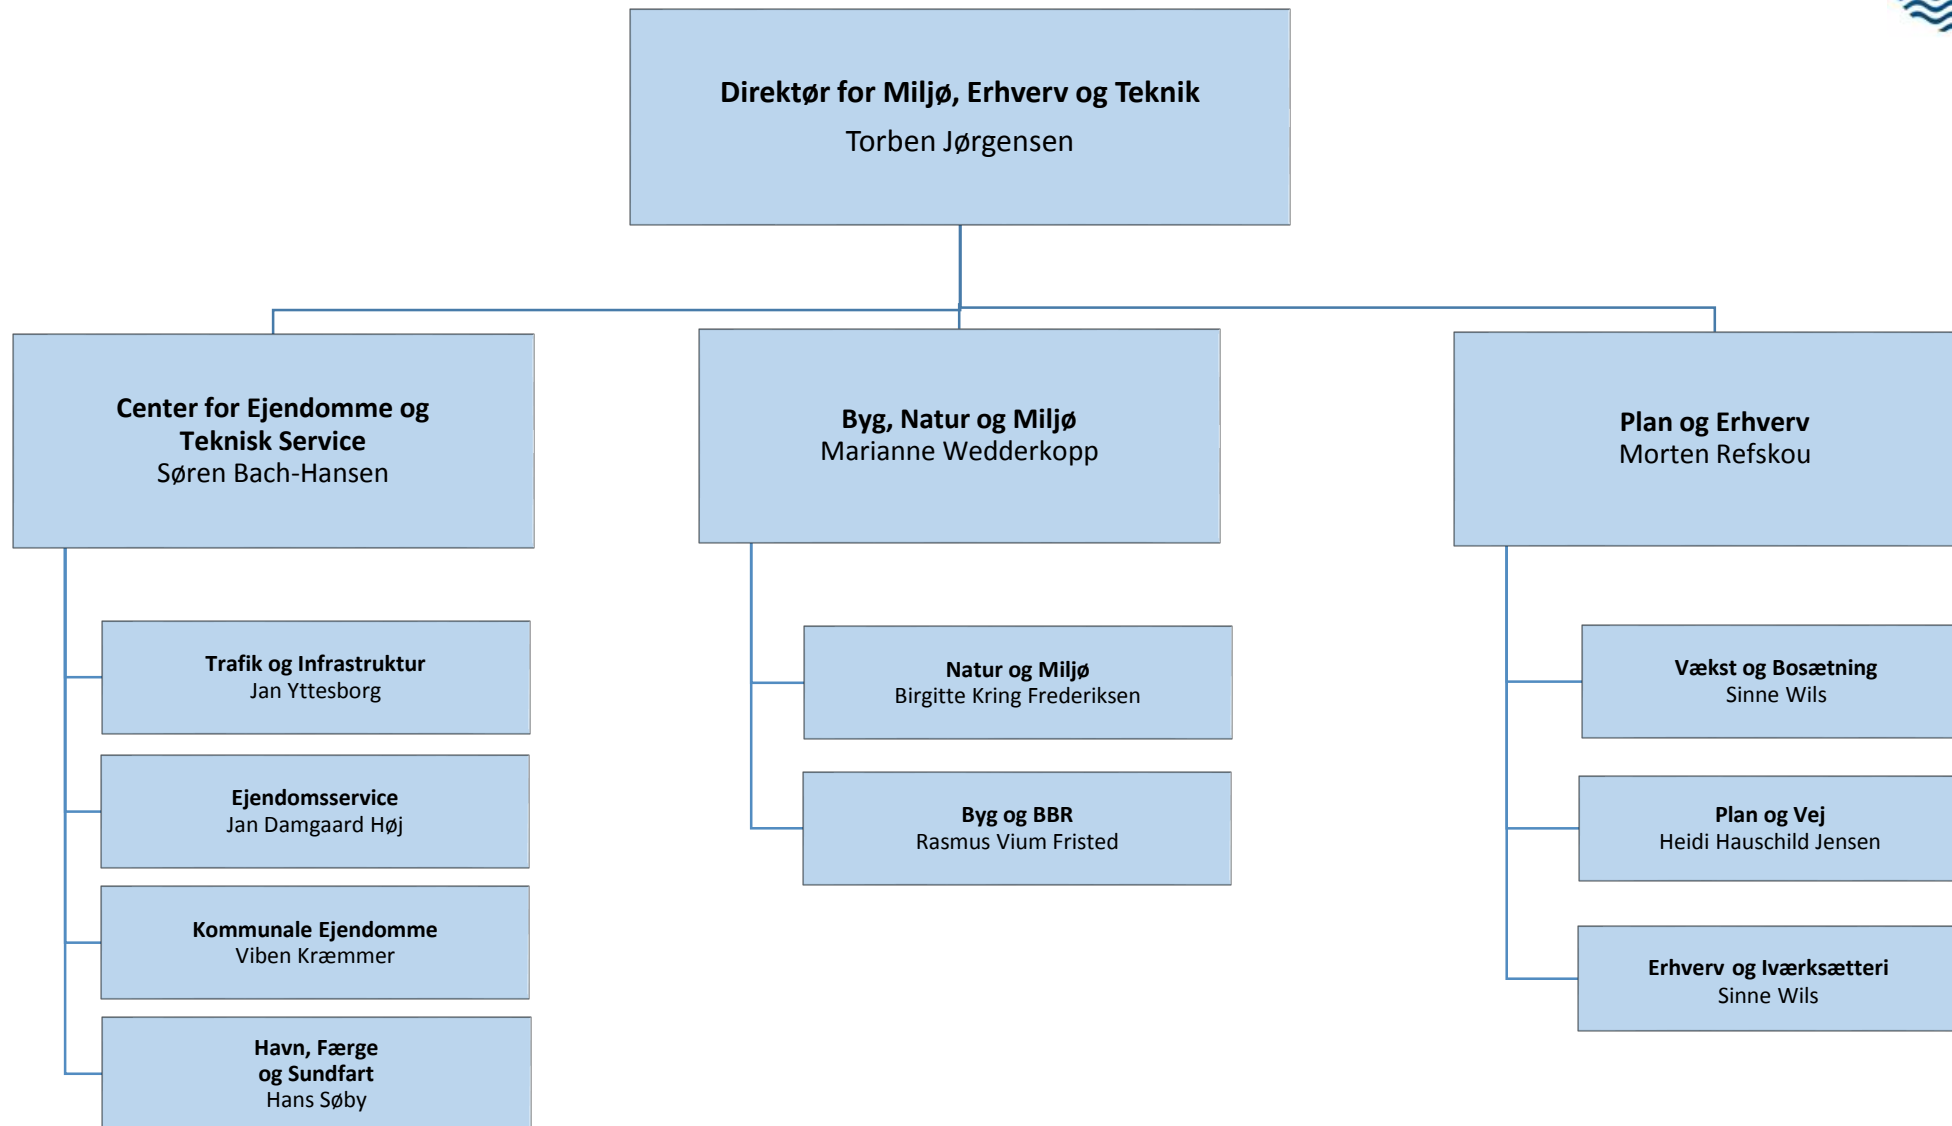 Direktør for Miljø, Erhverv og Teknik
Torben Jørgensen
Center for Ejendomme og
Teknisk Service
Søren Bach-Hansen
Trafik og Infrastruktur
Jan Yttesborg
Ejendomsservice
Jan Damgaard Høj
Kommunale Ejendomme
Viben Kræmmer
Havn, Færge
og Sundfart
Hans Søby
Byg, Natur og Miljø
Marianne Wedderkopp
Natur og Miljø
Birgitte Kring Frederiksen
Byg og BBR
Rasmus Vium Fristed
Plan og Erhverv
Morten Refskou
Vækst og Bosætning
Sinne Wils
Plan og Vej
Heidi Hauschild Jensen
Erhverv og Iværksætteri
Sinne Wils